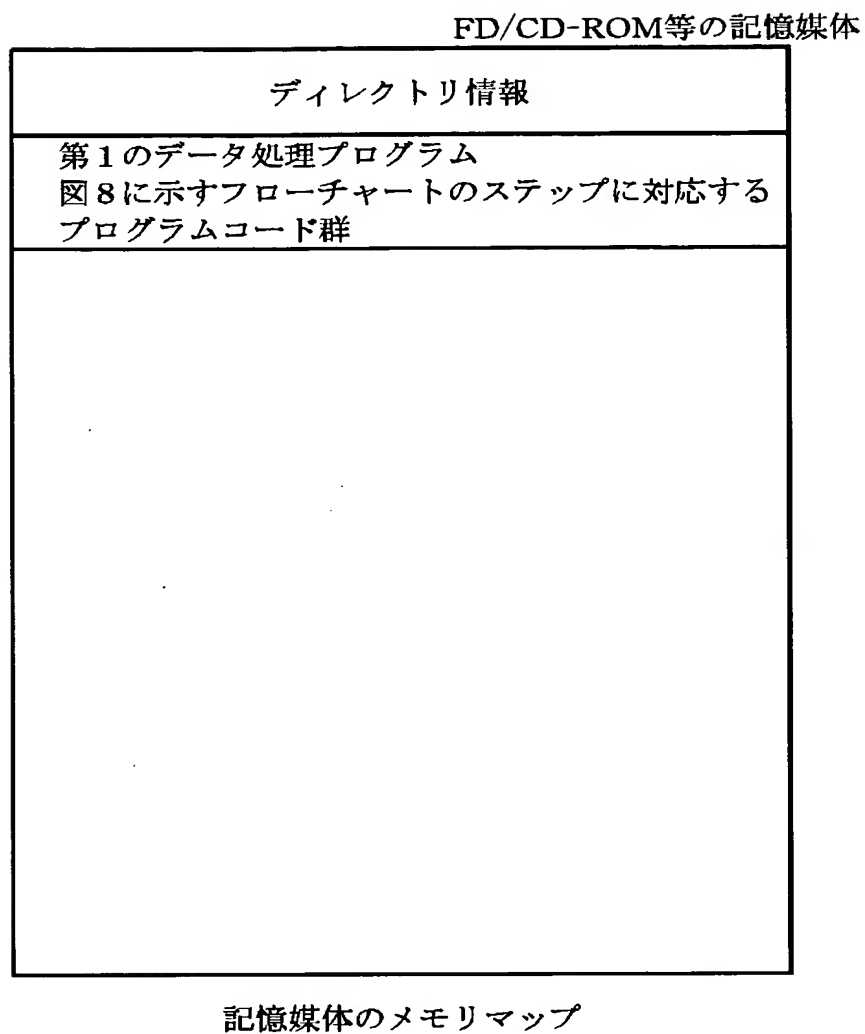 FD/CD-ROM等の記憶媒体
ディレクトリ情報
第1のデータ処理プログラム
図8に示すフローチャートのステップに対応する
プログラムコード群
記憶媒体のメモリマップ